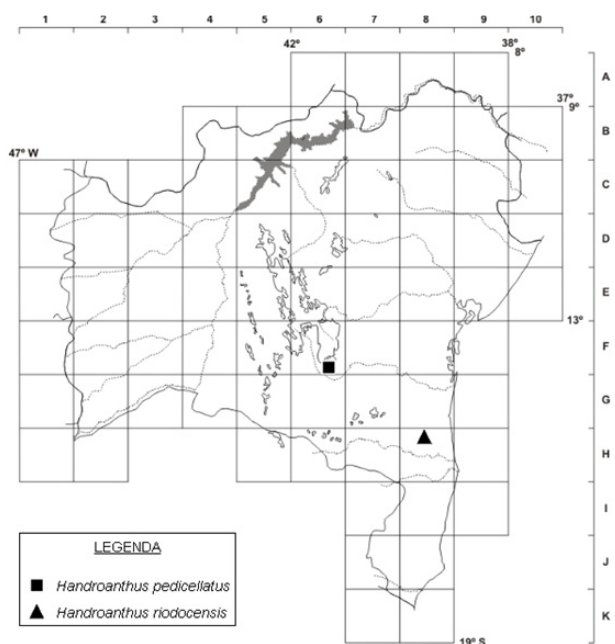 1 2 3 4 5 6 7 8 9 10
42° 38°
8°
A
37°
9°
B
47° W
C
D
E
13°
F
G
H
I
LEGENDA
J
Handroanthus pedicellatus
Handroanthus riodocensis
K
19° S